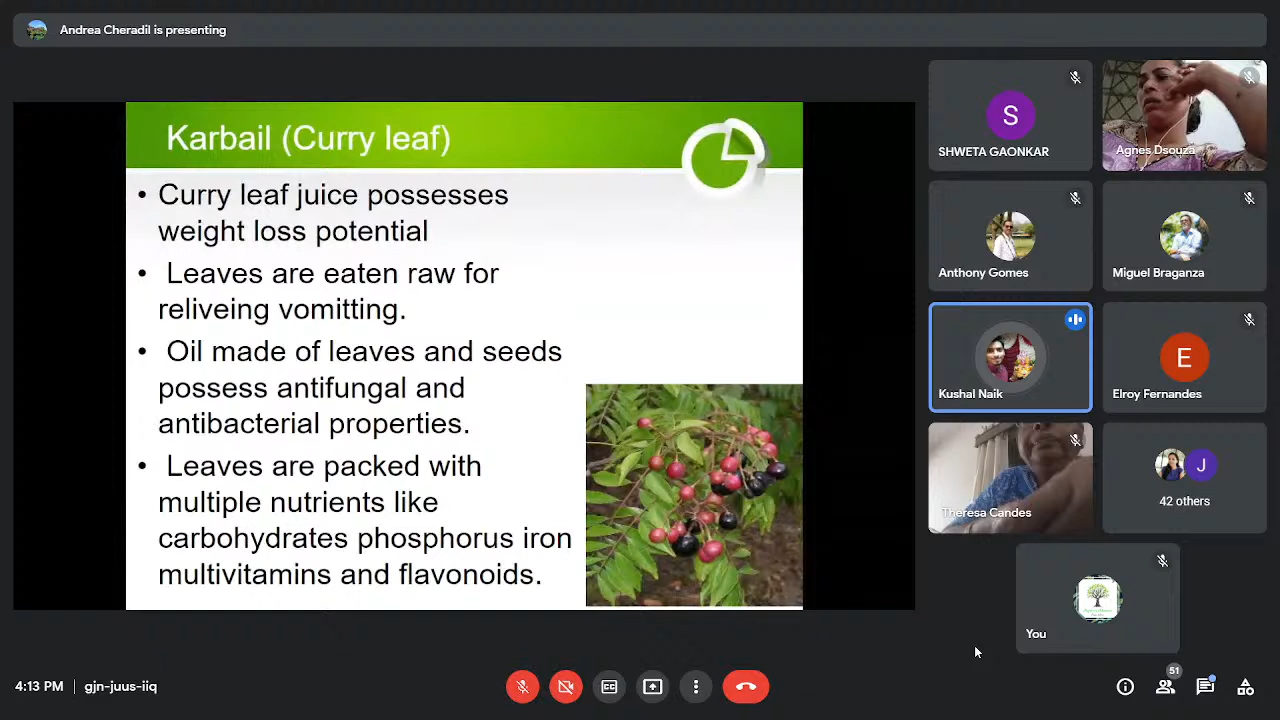 Andrea Cheradil is presenting
Karbail (Curry leaf)
• Curry leaf juice possesses
weight loss potential
• Leaves are eaten raw for
reliveing vomitting.
• Oil made of leaves and seeds
possess antifungal and
antibacterial properties.
• Leaves are packed with
multiple nutrients like
carbohydrates phosphorus iron
multivitamins and flavonoids.
S
SHWETA GAONKAR
Agnes Dsouza
Anthony Gomes
Miguel Braganza
Kushal Naik
E
Elroy Fernandes
Theresa Candes
J
42 others
You
4:13 PM | gjn-juus-iiq
CC
51